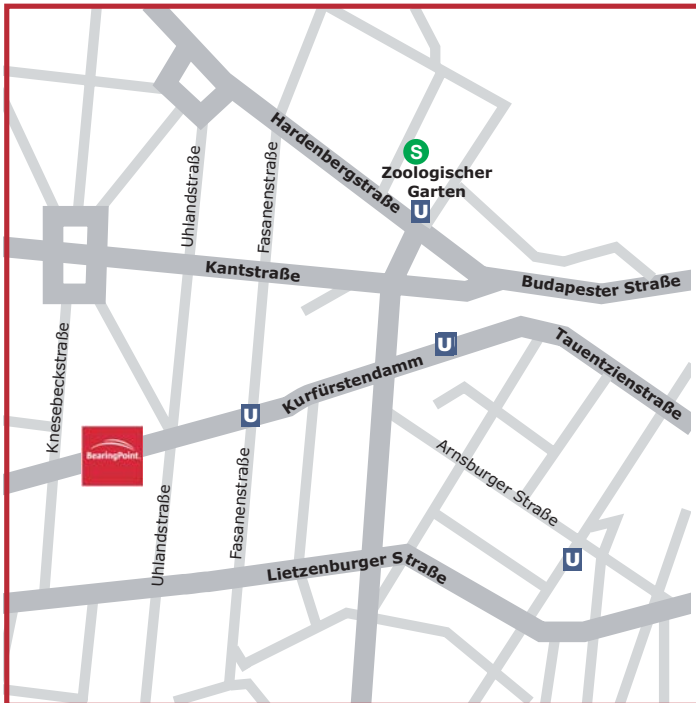 S
Zoologischer
Garten
Hardenbergstraße
U
Uhlandstraße
Fasanenstraße
Kantstraße
Budapester Straße
Knesebeckstraße
Kurfürstendamm
U
Tauentzienstraße
U
BearingPoint
Arnsburger Straße
Uhlandstraße
Fasanenstraße
U
Lietzenburger Straße